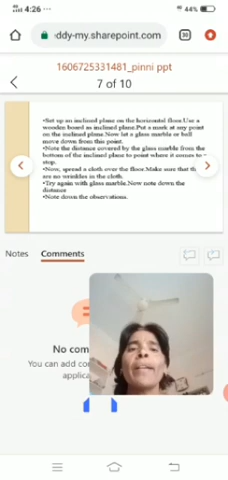 4:26
44%
ddy-my.sharepoint.com
1606725331481_pinni ppt
7 of 10
•Set up an inclined plane on the horizontal floor.Use a
wooden board as inclined plane.Put a mark at any point
on the inclined plane.Now let a glass marble or ball
move down from this point.
•Note the distance covered by the glass marble from the
bottom of the inclined plane to point where it comes to
stop.
•Now, spread a cloth over the floor.Make sure that
are no wrinkles in the cloth.
•Try again with glass marble.Now note down the
distance
•Note down the observations.
Notes
Comments
No com
You can add co
applica